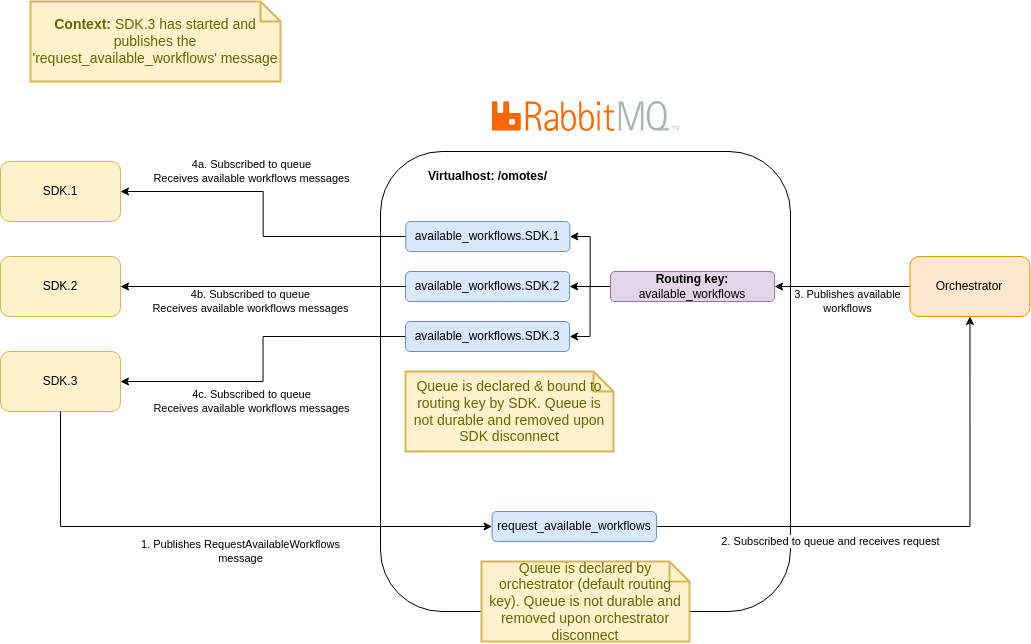 Context: SDK.3 has started and
publishes the
'request_available_workflows' message
RabbitMQ™
Virtualhost: /omotes/
SDK.1
4a. Subscribed to queue
Receives available workflows messages
available_workflows.SDK.1
SDK.2
4b. Subscribed to queue
Receives available workflows messages
available_workflows.SDK.2
Routing key:
available_workflows
3. Publishes available
workflows
Orchestrator
SDK.3
4c. Subscribed to queue
Receives available workflows messages
available_workflows.SDK.3
Queue is declared & bound to
routing key by SDK. Queue is
not durable and removed upon
SDK disconnect
1. Publishes RequestAvailableWorkflows
message
request_available_workflows
2. Subscribed to queue and receives request
Queue is declared by
orchestrator (default routing
key). Queue is not durable and
removed upon orchestrator
disconnect